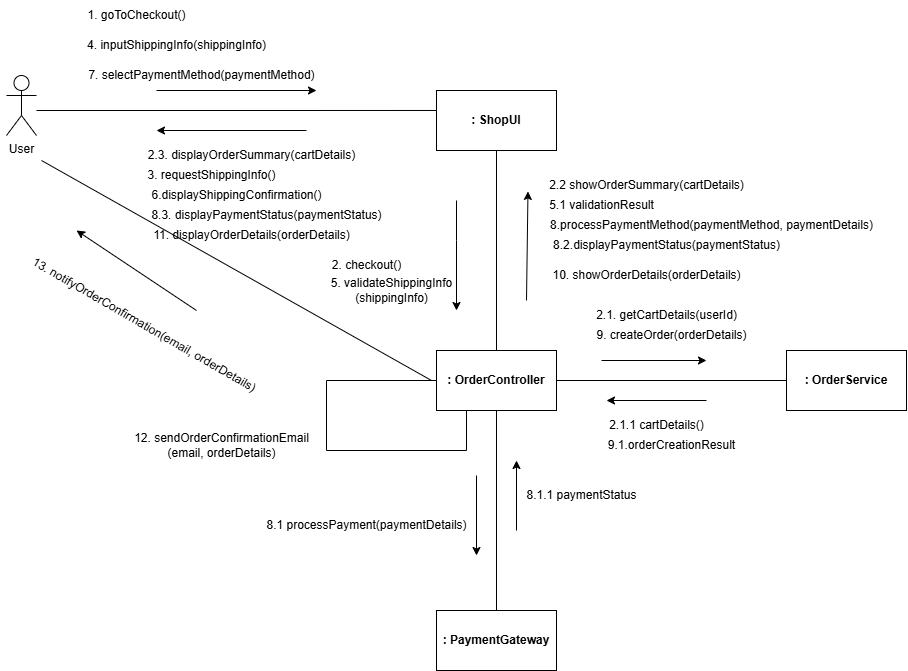 1. goToCheckout()
4. inputShippingInfo(shippingInfo)
7. selectPaymentMethod(paymentMethod)
User
: ShopUI
2.3. displayOrderSummary(cartDetails)
3. requestShippingInfo()
6.displayShippingConfirmation()
8.3. displayPaymentStatus(paymentStatus)
11. displayOrderDetails(orderDetails)
2.2 showOrderSummary(cartDetails)
5.1 validationResult
8.processPaymentMethod(paymentMethod, paymentDetails)
8.2.displayPaymentStatus(paymentStatus)
10. showOrderDetails(orderDetails)
2. checkout()
5. validateShippingInfo
(shippingInfo)
13. notifyOrderConfirmation(email, orderDetails)
2.1. getCartDetails(userId)
9. createOrder(orderDetails)
: OrderController
: OrderService
2.1.1 cartDetails()
9.1.orderCreationResult
12. sendOrderConfirmationEmail
(email, orderDetails)
8.1.1 paymentStatus
8.1 processPayment(paymentDetails)
: PaymentGateway